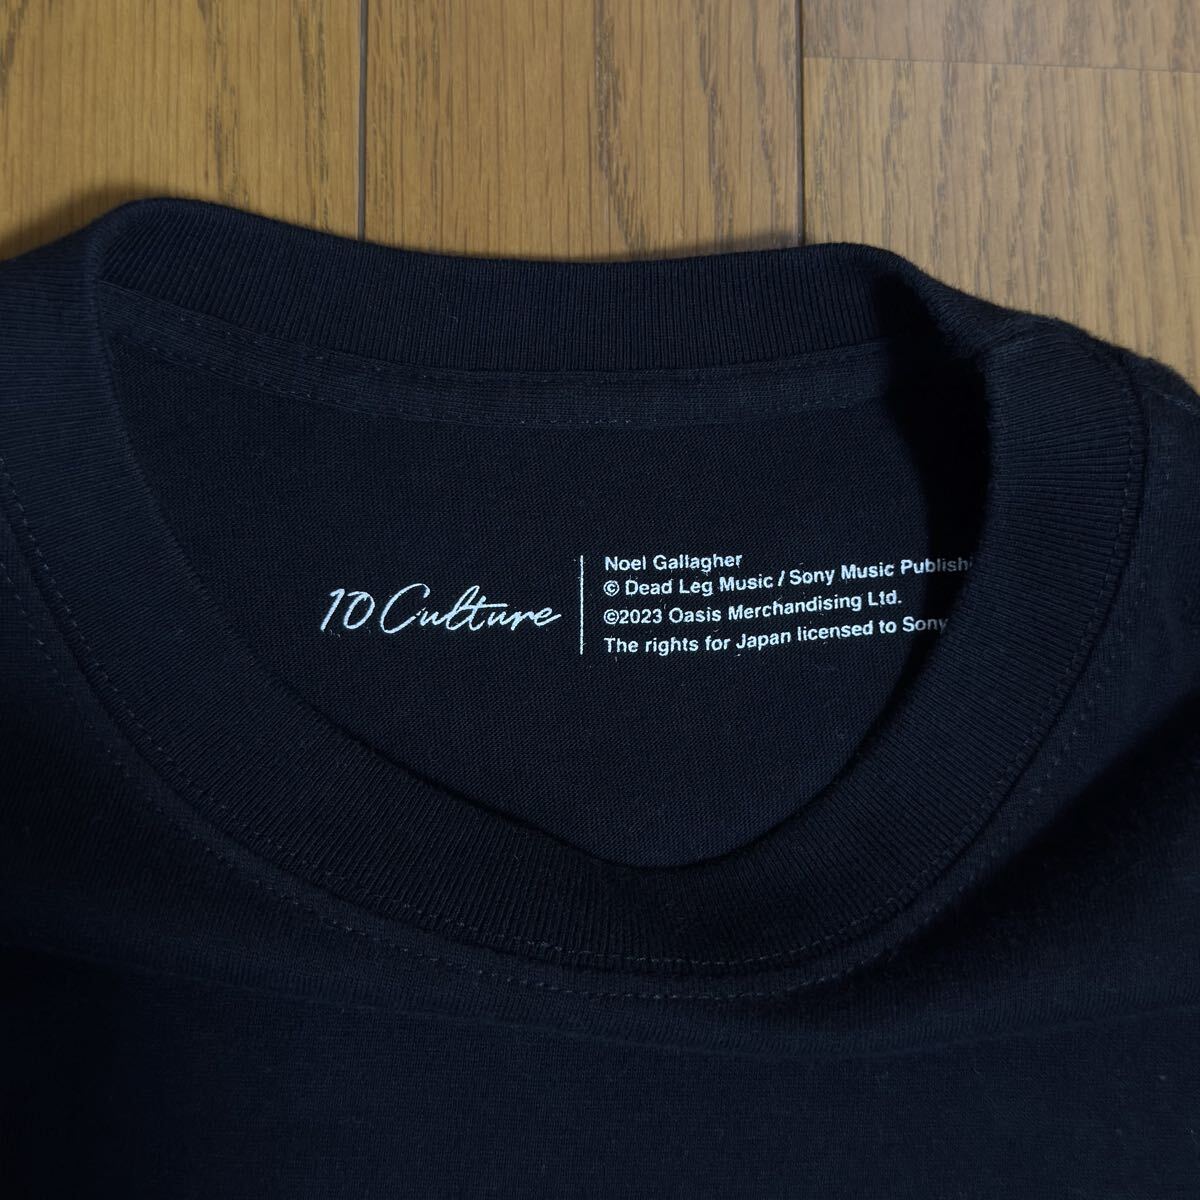 10 Culture
Noel Gallagher
© Dead Leg Music / Sony Music Publishi
©2023 Oasis Merchandising Ltd.
The rights for Japan licensed to Sony